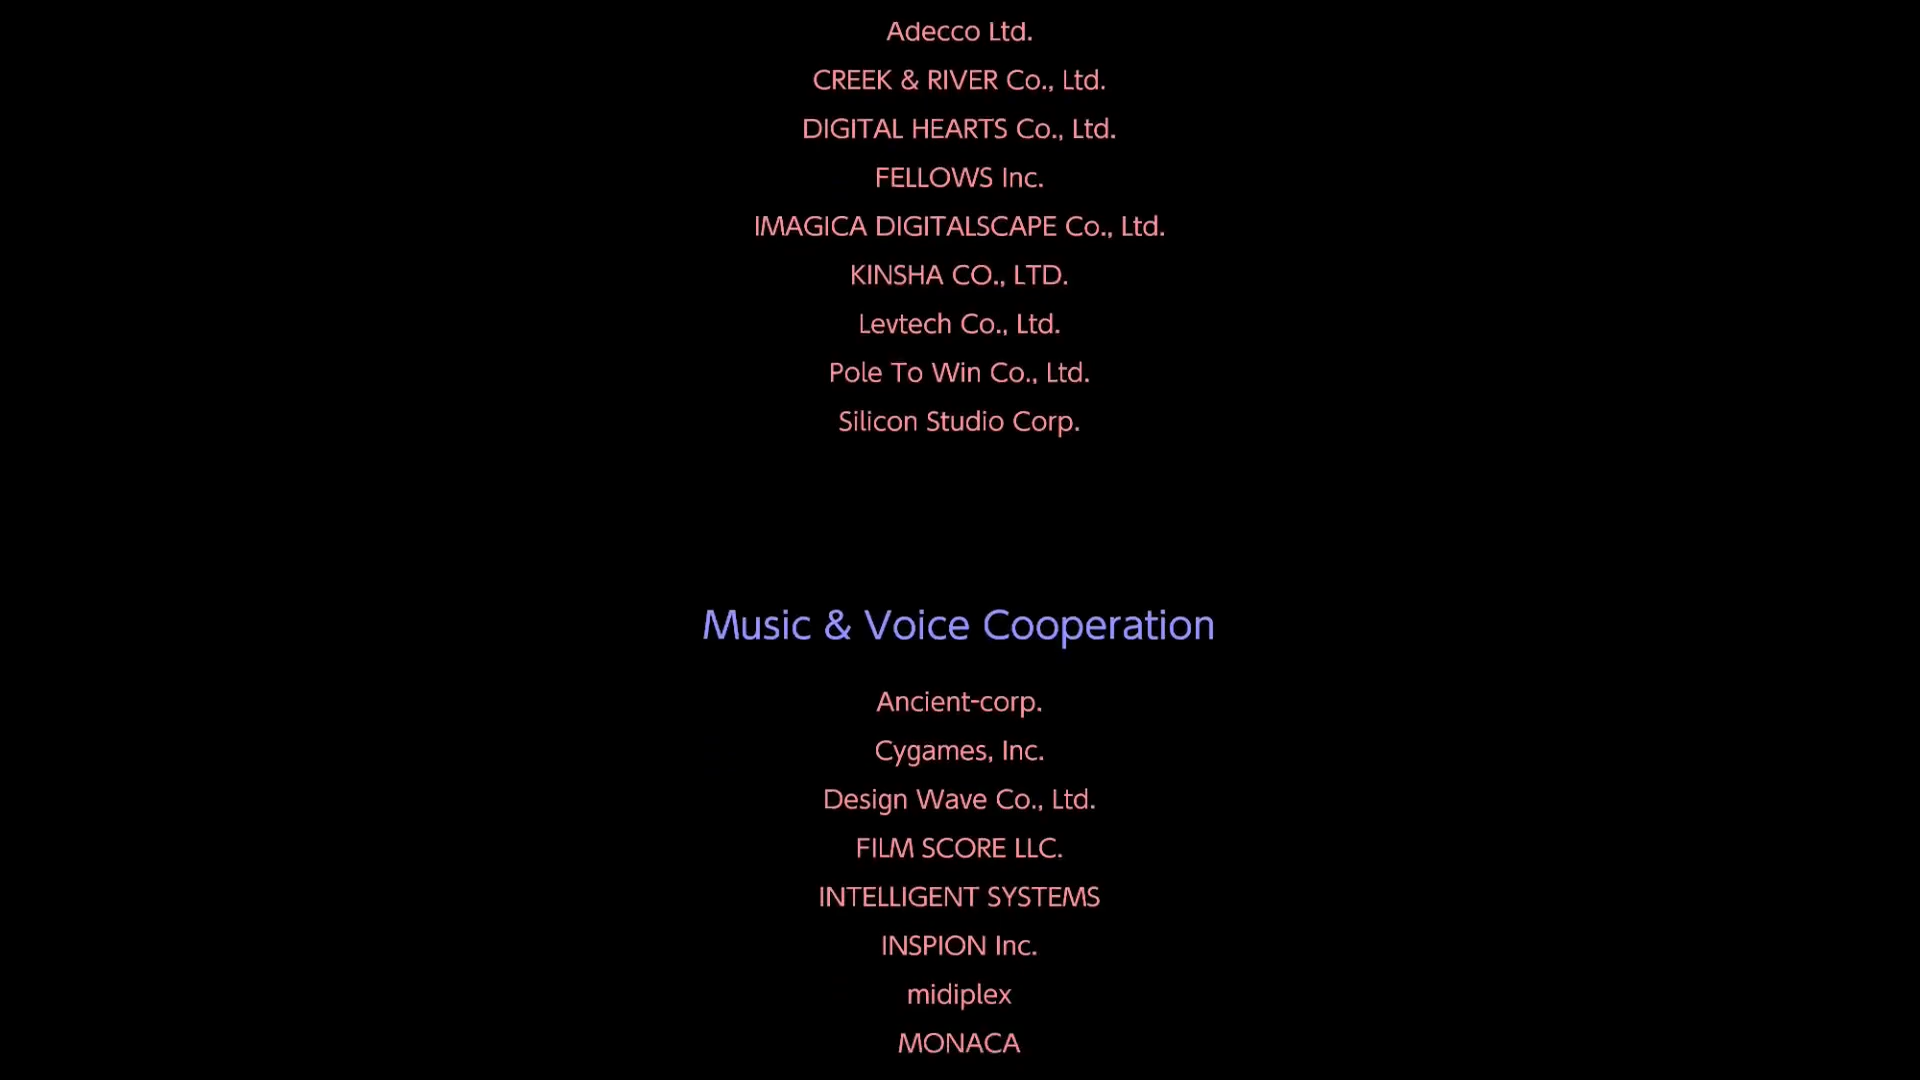 Adecco Ltd.
CREEK & RIVER Co., Ltd.
DIGITAL HEARTS Co., Ltd.
FELLOWS Inc.
IMAGICA DIGITALSCAPE Co., Ltd.
KINSHA CO., LTD.
Levtech Co., Ltd.
Pole To Win Co., Ltd.
Silicon Studio Corp.
Music & Voice Cooperation
Ancient-corp.
Cygames, Inc.
Design Wave Co., Ltd.
FILM SCORE LLC.
INTELLIGENT SYSTEMS
INSPION Inc.
midiplex
MONACA